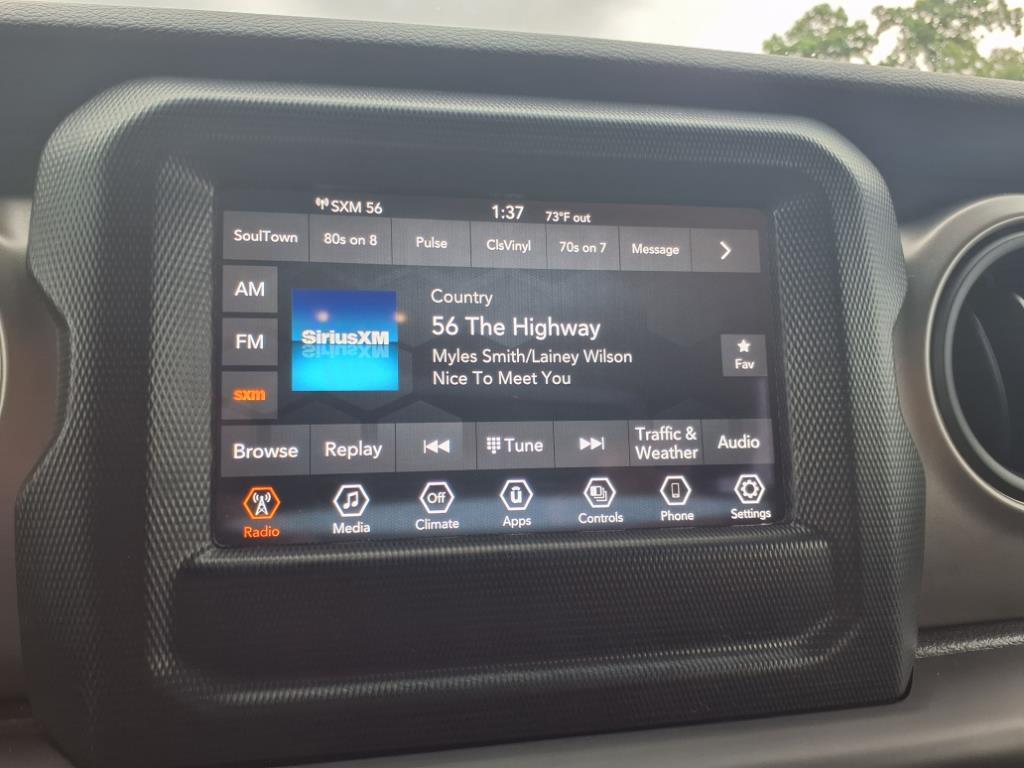 SXM 56
1:37
73°F out
SoulTown
80s on 8
Pulse
ClsVinyl
70s on 7
Message
AM
FM
sxm
SiriusXM
Country
56 The Highway
Myles Smith/Lainey Wilson
Nice To Meet You
Fav
Browse
Replay
Tune
Traffic &
Weather
Audio
Radio
Media
Off
Climate
Apps
Controls
Phone
Settings